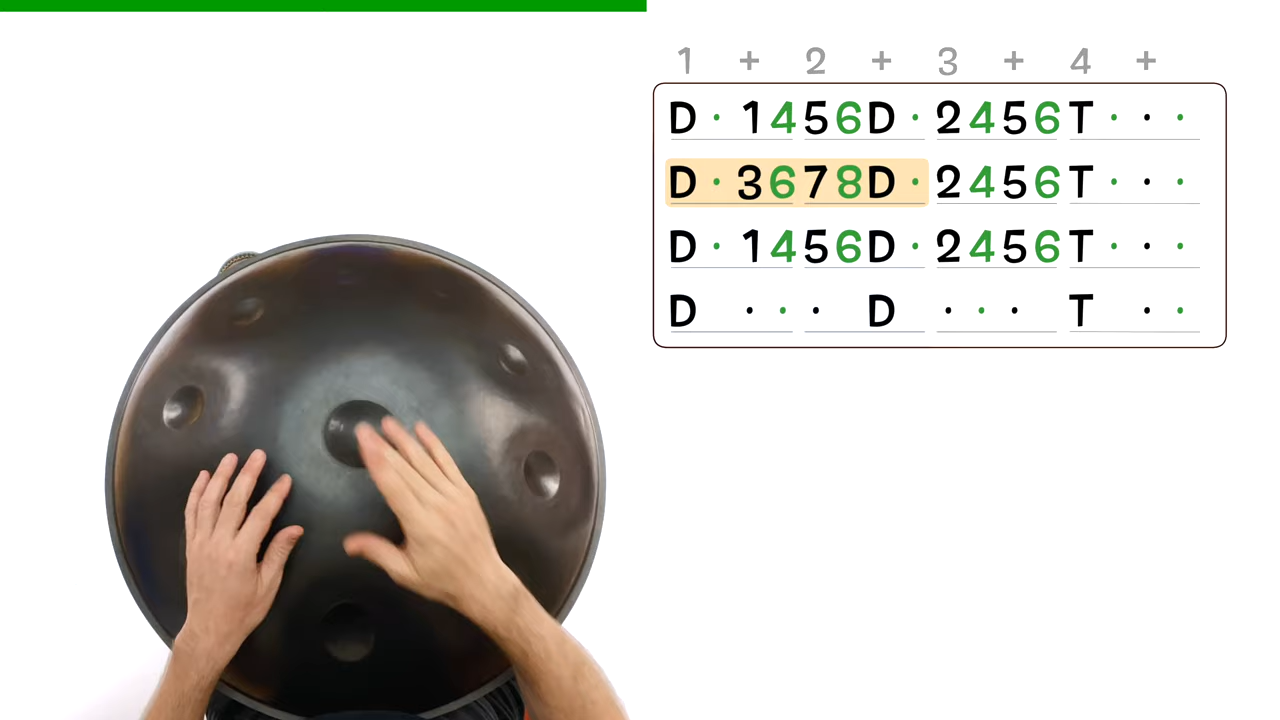 1 + 2 + 3 + 4 +
D · 1 4 5 6 D · 2 4 5 6 T · · ·
D · 3 6 7 8 D · 2 4 5 6 T · · ·
D · 1 4 5 6 D · 2 4 5 6 T · · ·
D · · · D · · · T · ·